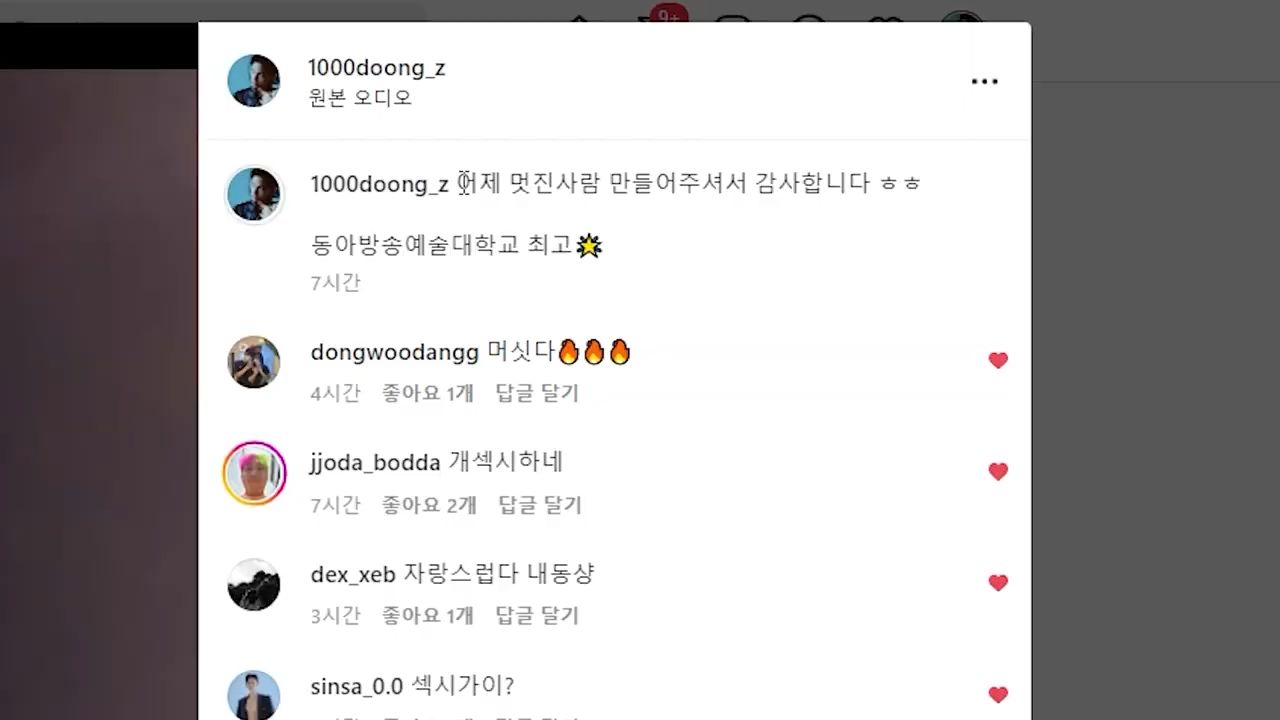 9+
1000doong_z
원본 오디오
1000doong_z 어제 멋진사람 만들어주셔서 감사합니다 ㅎㅎ
동아방송예술대학교 최고🌟
7시간
dongwoodangg 머싯다🔥🔥🔥
4시간 좋아요 1개 답글 달기
jjoda_bodda 개섹시하네
7시간 좋아요 2개 답글 달기
dex_xeb 자랑스럽다 내동샹
3시간 좋아요 1개 답글 달기
sinsa_0.0 섹시가이?